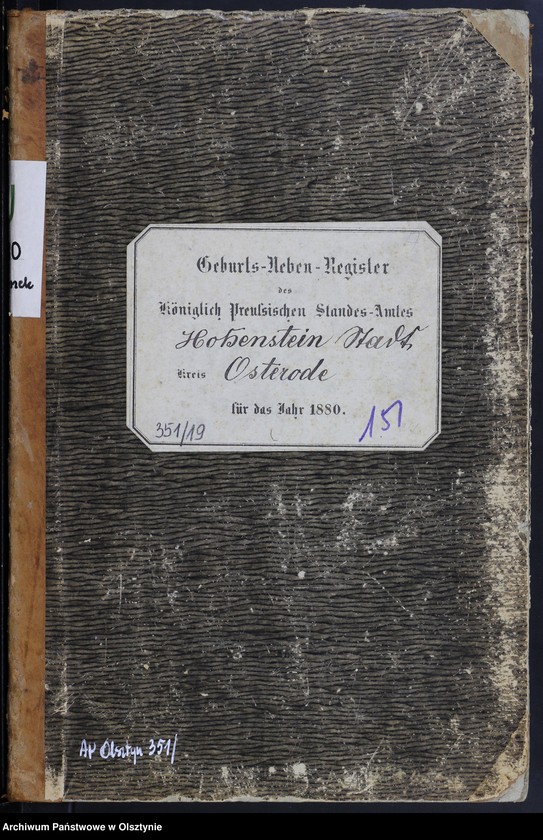 Geburts-Neben-Register
des
Königlich Preußischen Standes-Amtes
Hohenstein Stadt
Kreis Osterode
für das Jahr 1880.
351/19
151
AP Olsztyn 351/
Archiwum Państwowe w Olsztynie